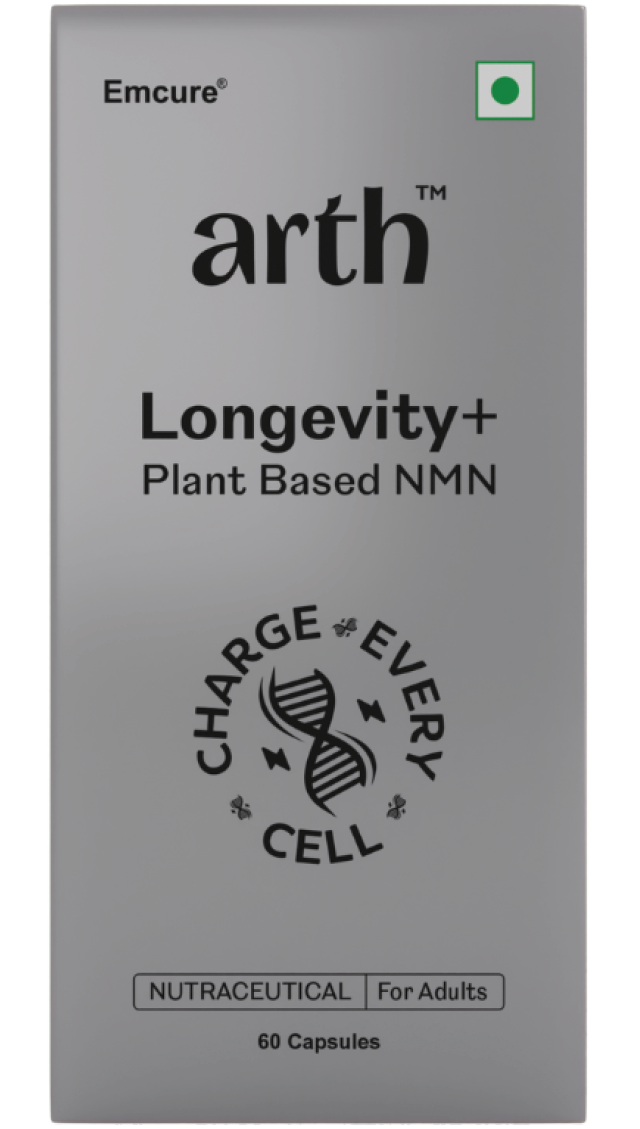 Emcure®
arth™
Longevity+
Plant Based NMN
CHARGE EVERY
CELL
NUTRACEUTICAL For Adults
60 Capsules